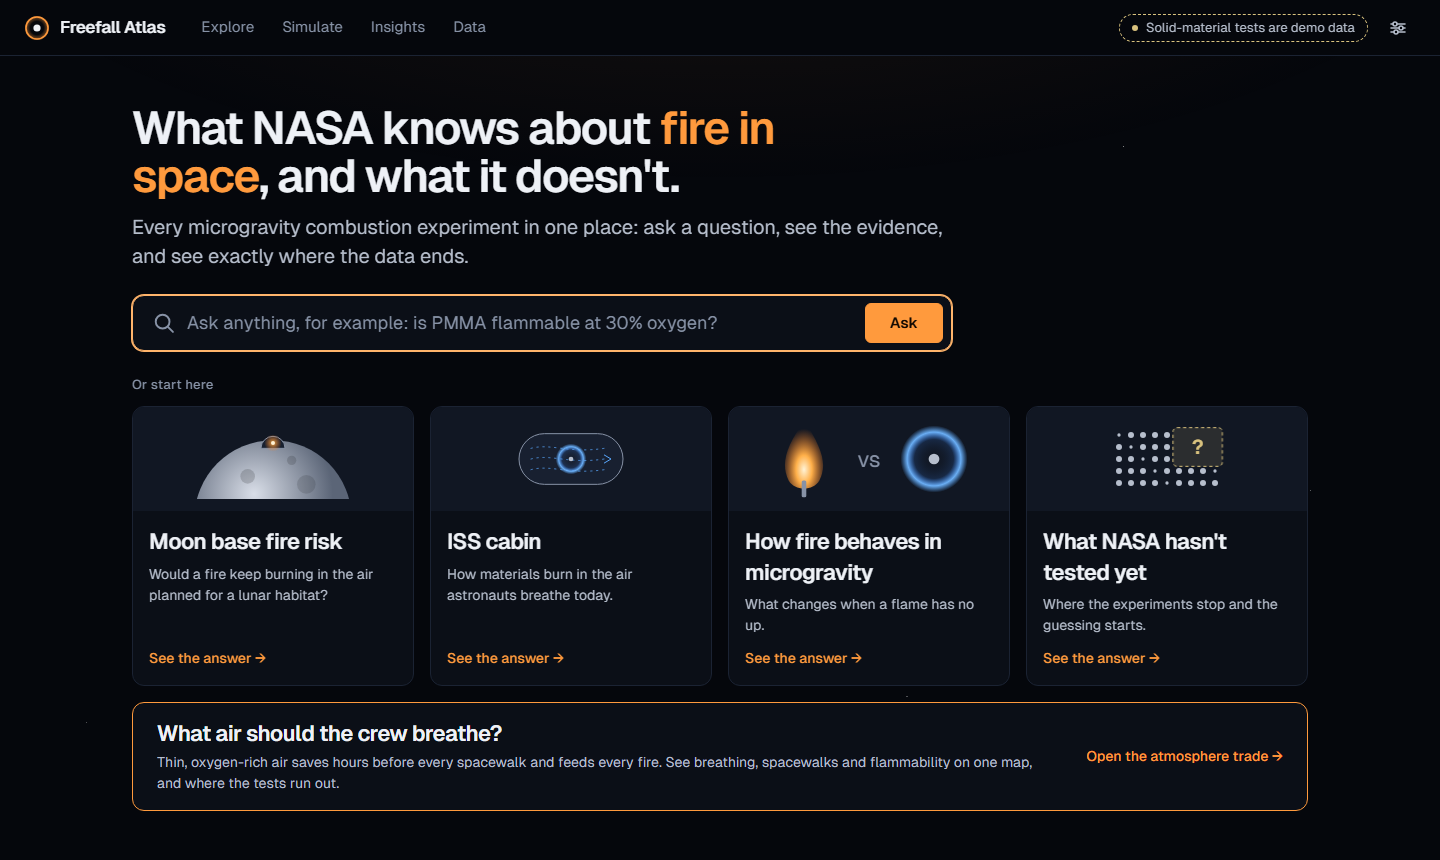 Freefall Atlas
Explore
Simulate
Insights
Data
Solid-material tests are demo data
What NASA knows about fire in
space, and what it doesn't.
Every microgravity combustion experiment in one place: ask a question, see the evidence,
and see exactly where the data ends.
Ask anything, for example: is PMMA flammable at 30% oxygen?
Ask
Or start here
Moon base fire risk
Would a fire keep burning in the air
planned for a lunar habitat?
See the answer →
ISS cabin
How materials burn in the air
astronauts breathe today.
See the answer →
VS
How fire behaves in
microgravity
What changes when a flame has no
up.
See the answer →
?
What NASA hasn't
tested yet
Where the experiments stop and the
guessing starts.
See the answer →
What air should the crew breathe?
Thin, oxygen-rich air saves hours before every spacewalk and feeds every fire. See breathing, spacewalks and flammability on one map,
and where the tests run out.
Open the atmosphere trade →